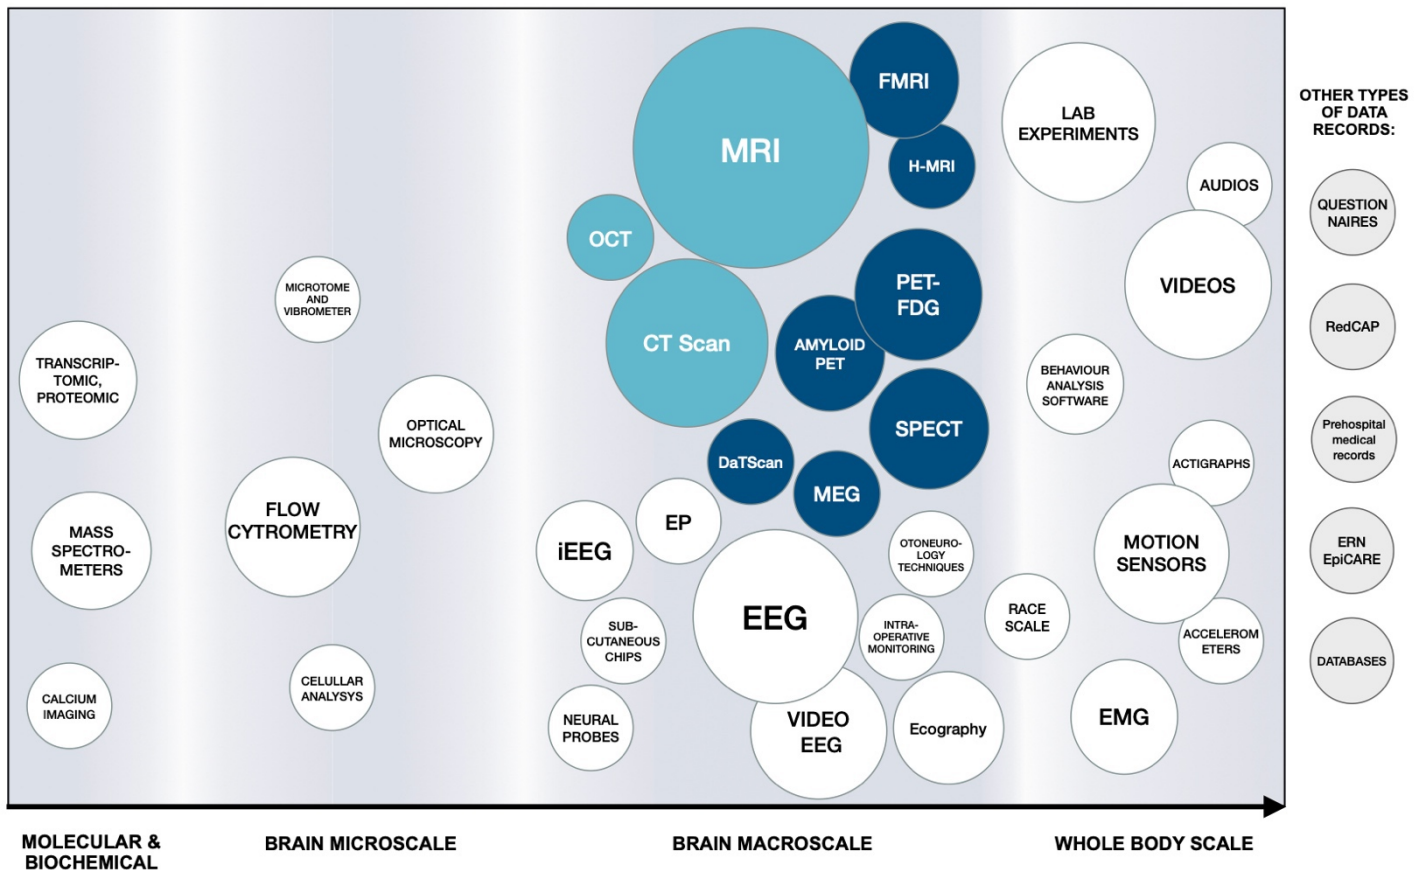 MRI
FMRI
H-MRI
OCT
CT Scan
PET-
FDG
AMYLOID
PET
SPECT
DaTScan
MEG
LAB
EXPERIMENTS
AUDIOS
VIDEOS
BEHAVIOUR
ANALYSIS
SOFTWARE
ACTIGRAPHS
MOTION
SENSORS
ACCELEROM
ETERS
RACE
SCALE
EMG
MICROTOME
AND
VIBROMETER
TRANSCRIP-
TOMIC,
PROTEOMIC
OPTICAL
MICROSCOPY
FLOW
CYTROMETRY
MASS
SPECTRO-
METERS
CALCIUM
IMAGING
CELULLAR
ANALYSYS
iEEG
EP
EEG
OTONEURO-
LOGY
TECHNIQUES
SUB-
CUTANEOUS
CHIPS
INTRA-
OPERATIVE
MONITORING
NEURAL
PROBES
VIDEO
EEG
Ecography
OTHER TYPES
OF DATA
RECORDS:
QUESTION
NAIRES
RedCAP
Prehospital
medical
records
ERN
EpiCARE
DATABASES
MOLECULAR &
BIOCHEMICAL
BRAIN MICROSCALE
BRAIN MACROSCALE
WHOLE BODY SCALE